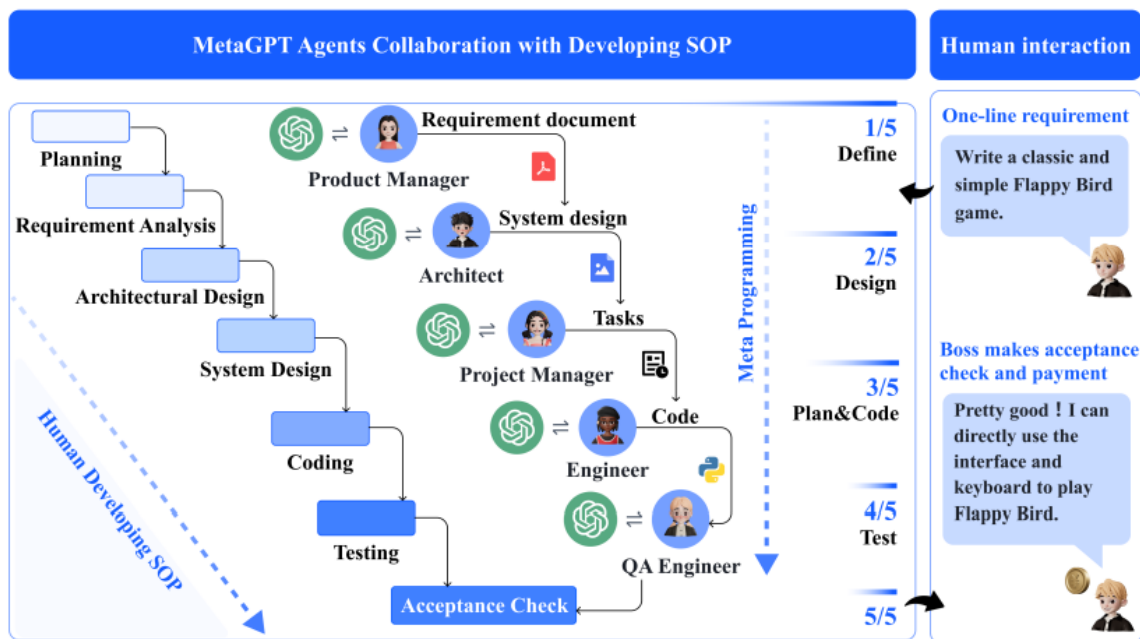 MetaGPT Agents Collaboration with Developing SOP
Human interaction
Planning
Requirement Analysis
Architectural Design
System Design
Coding
Testing
Acceptance Check
Human Developing SOP
Requirement document
Product Manager
System design
Architect
Tasks
Project Manager
Code
Engineer
QA Engineer
Meta Programming
1/5
Define
2/5
Design
3/5
Plan&Code
4/5
Test
5/5
One-line requirement
Write a classic and
simple Flappy Bird
game.
Boss makes acceptance
check and payment
Pretty good ! I can
directly use the
interface and
keyboard to play
Flappy Bird.